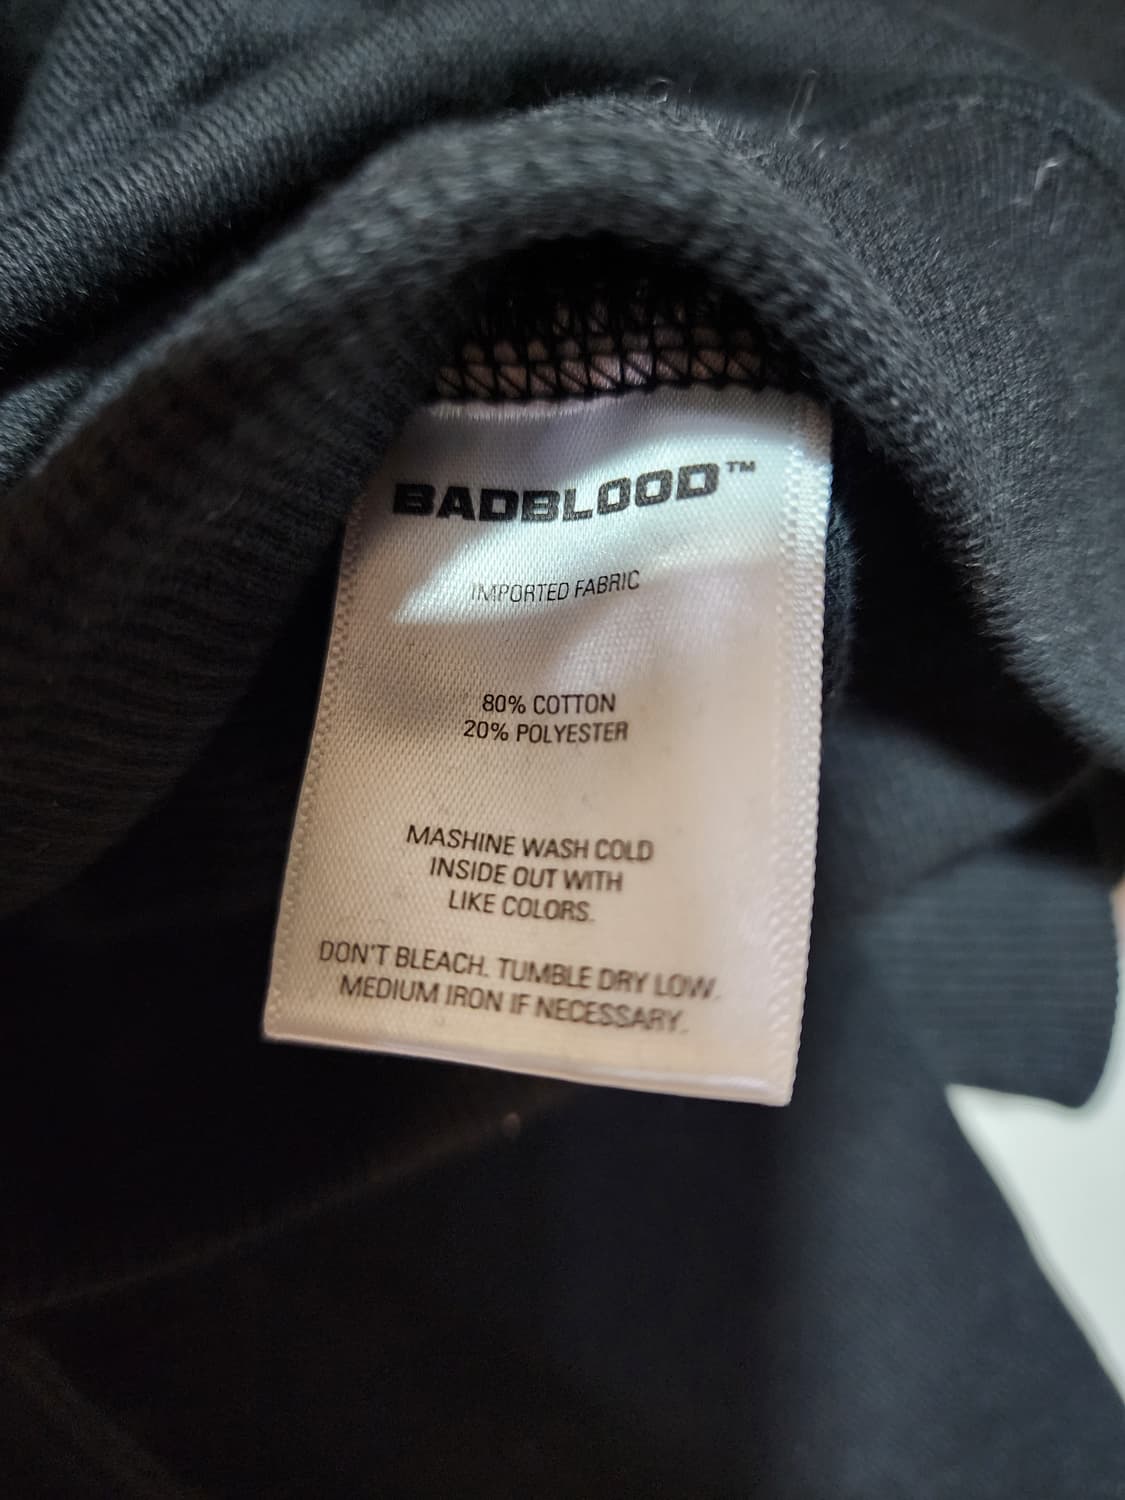 BADBLOOD™
IMPORTED FABRIC
80% COTTON
20% POLYESTER
MASHINE WASH COLD
INSIDE OUT WITH
LIKE COLORS.
DON'T BLEACH. TUMBLE DRY LOW.
MEDIUM IRON IF NECESSARY.